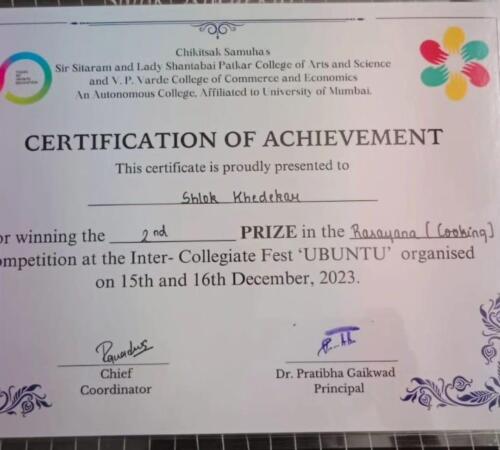 Chikitsak Samuha's
Sir Sitaram and Lady Shantabai Patkar College of Arts and Science
and V. P. Varde College of Commerce and Economics
An Autonomous College, Affiliated to University of Mumbai.
CERTIFICATION OF ACHIEVEMENT
This certificate is proudly presented to
Shlok Khedekar
or winning the 2nd PRIZE in the Rasayana [Cooking]
ompetition at the Inter- Collegiate Fest ‘UBUNTU’ organised
on 15th and 16th December, 2023.
Chief
Coordinator
Dr. Pratibha Gaikwad
Principal